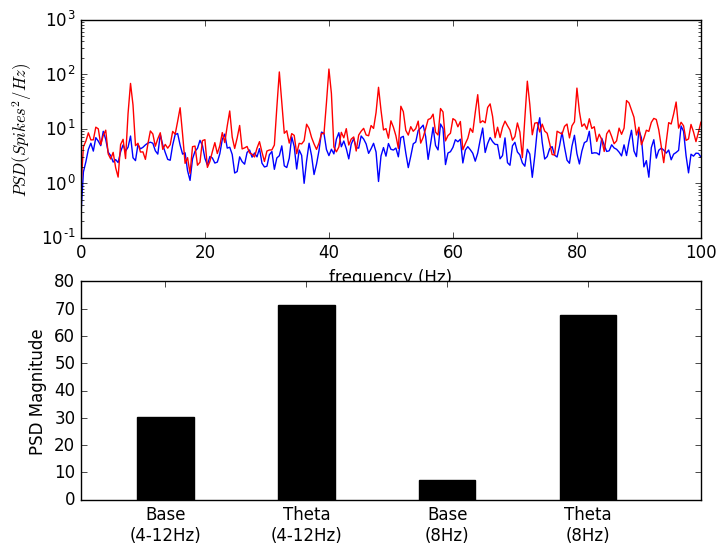 10³
10²
10¹
10⁰
10⁻¹
PSD(Spikes²/Hz)
0 20 40 60 80 100
frequency (Hz)
80
70
60
50
40
30
20
10
0
PSD Magnitude
Base Theta Base Theta
(4-12Hz) (4-12Hz) (8Hz) (8Hz)